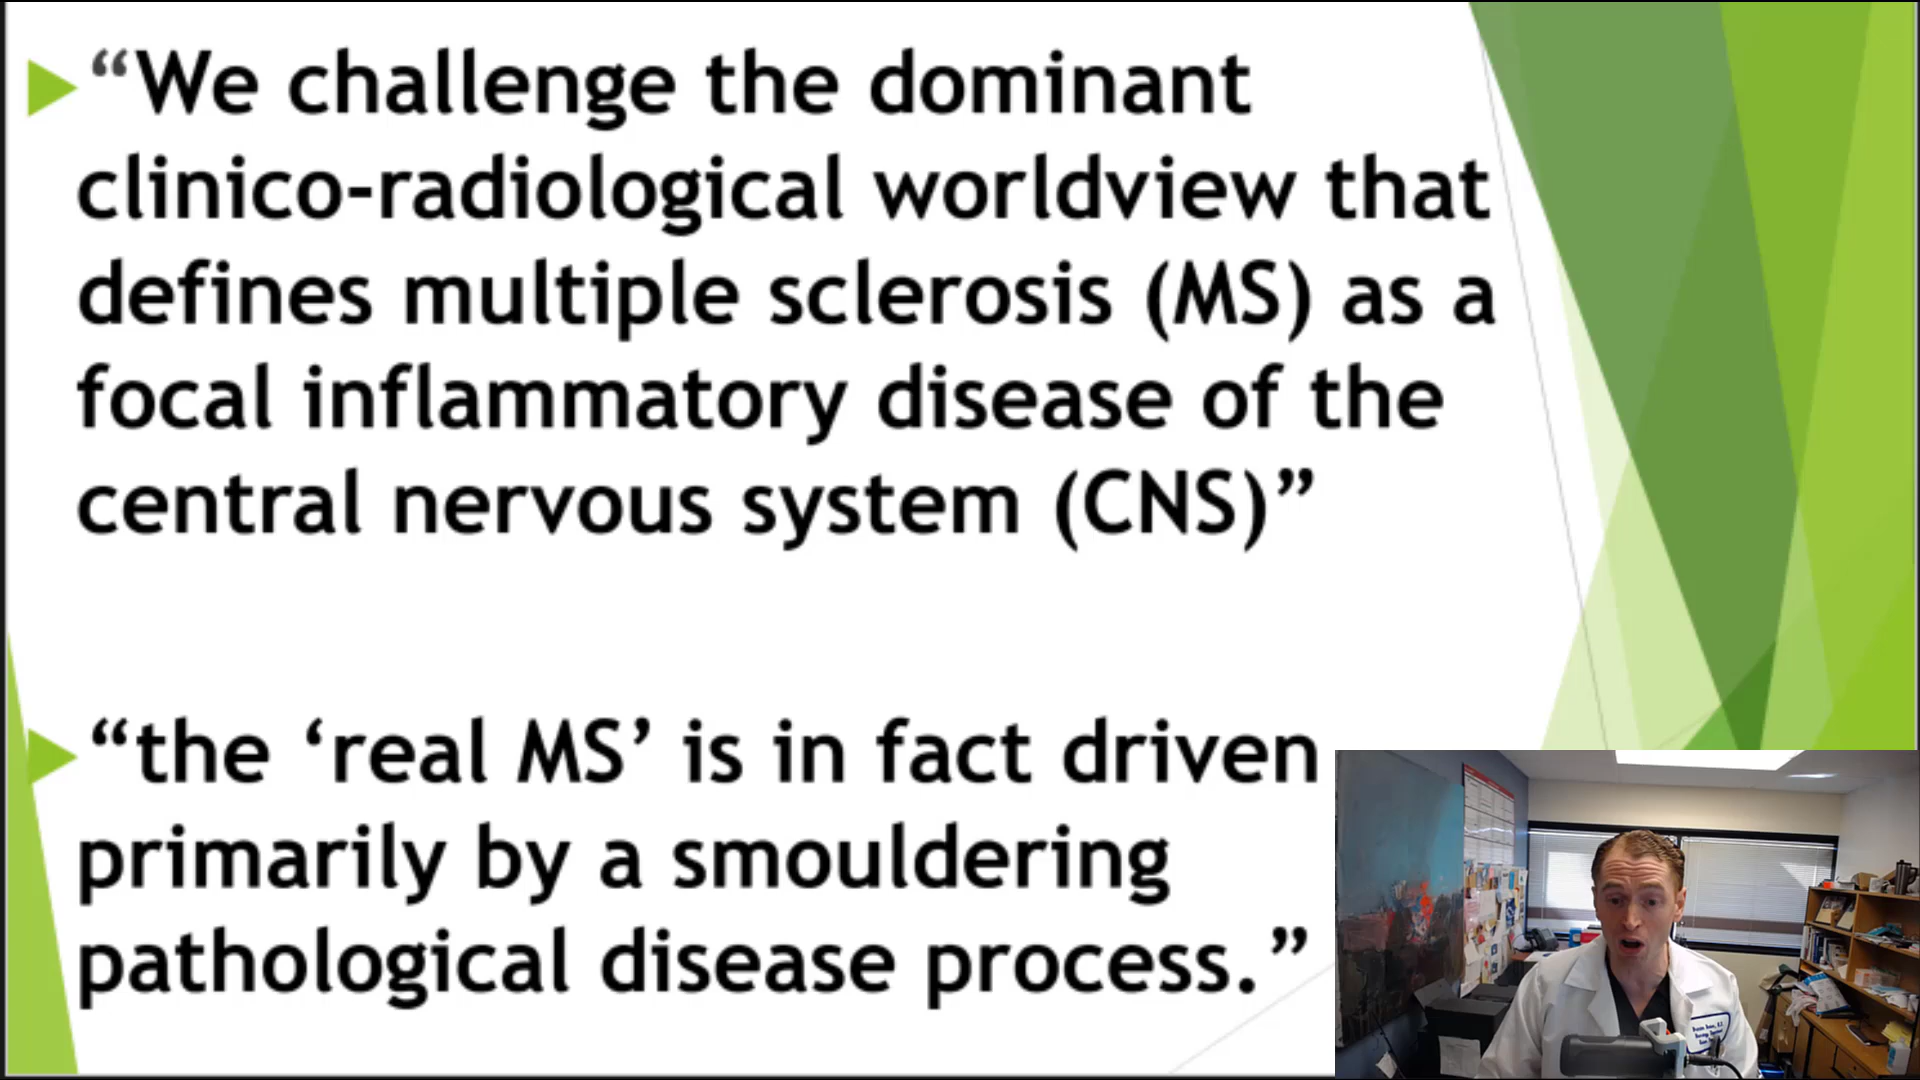 “We challenge the dominant
clinico-radiological worldview that
defines multiple sclerosis (MS) as a
focal inflammatory disease of the
central nervous system (CNS)”
“the ‘real MS’ is in fact driven
primarily by a smouldering
pathological disease process.”